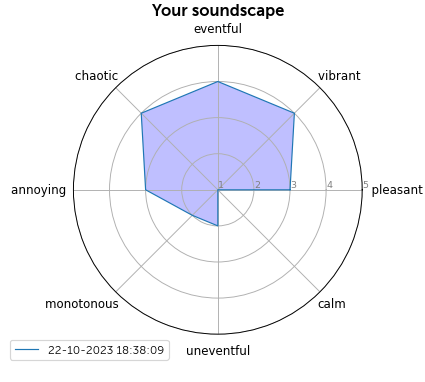 Your soundscape
eventful
chaotic
vibrant
annoying
1
2
3
4
5
pleasant
monotonous
calm
uneventful
22-10-2023 18:38:09